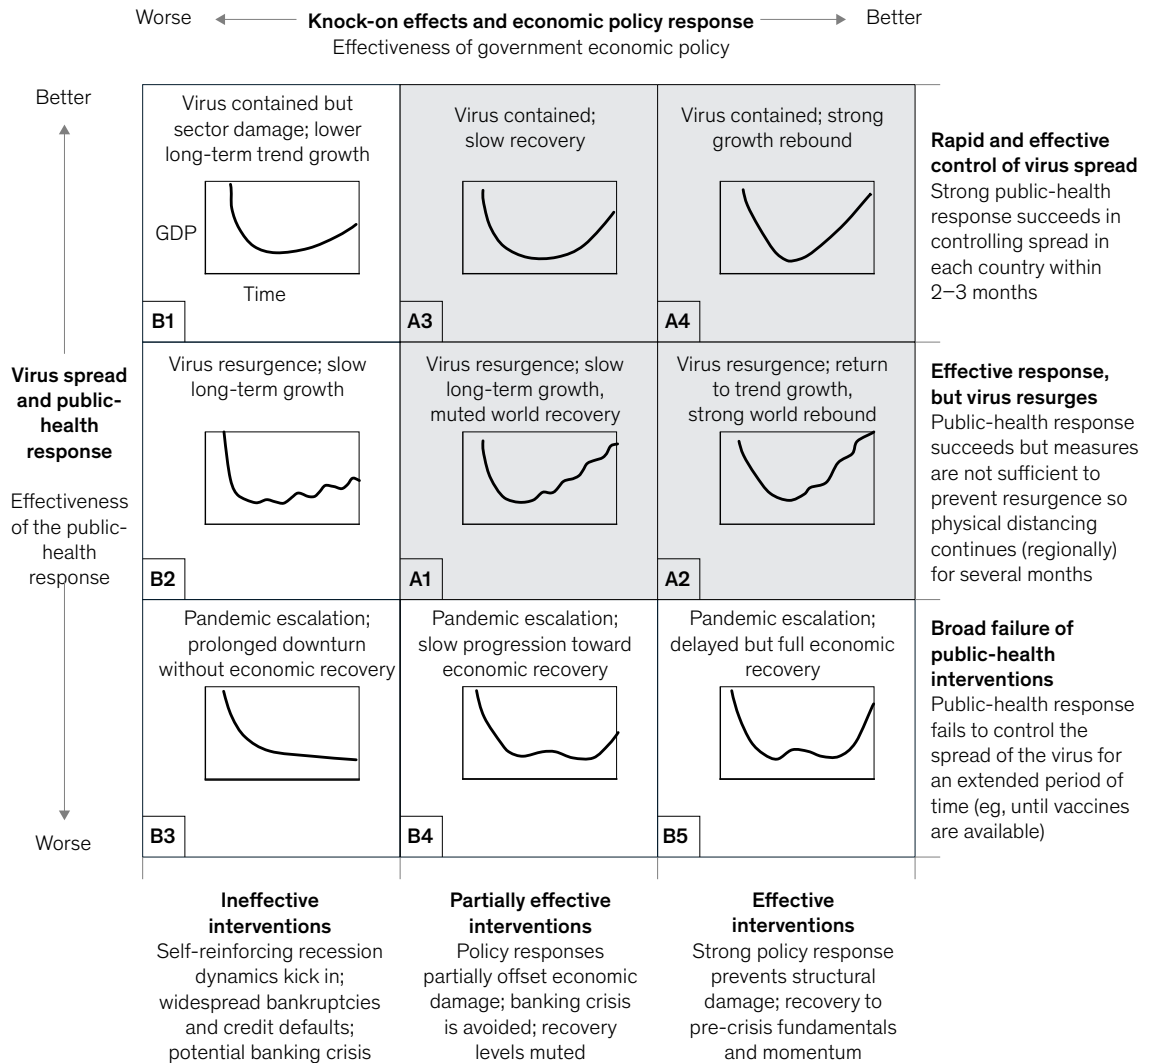 Worse
Knock-on effects and economic policy response
Better
Effectiveness of government economic policy
Better
Virus spread
and public-
health
response
Effectiveness
of the public-
health
response
Worse
Virus contained but
sector damage; lower
long-term trend growth
GDP
Time
B1
Virus contained;
slow recovery
A3
Virus contained; strong
growth rebound
A4
Rapid and effective
control of virus spread
Strong public-health
response succeeds in
controlling spread in
each country within
2–3 months
Virus resurgence; slow
long-term growth
B2
Virus resurgence; slow
long-term growth,
muted world recovery
A1
Virus resurgence; return
to trend growth,
strong world rebound
A2
Effective response,
but virus resurges
Public-health response
succeeds but measures
are not sufficient to
prevent resurgence so
physical distancing
continues (regionally)
for several months
Pandemic escalation;
prolonged downturn
without economic recovery
B3
Pandemic escalation;
slow progression toward
economic recovery
B4
Pandemic escalation;
delayed but full economic
recovery
B5
Broad failure of
public-health
interventions
Public-health response
fails to control the
spread of the virus for
an extended period of
time (eg, until vaccines
are available)
Ineffective
interventions
Self-reinforcing recession
dynamics kick in;
widespread bankruptcies
and credit defaults;
potential banking crisis
Partially effective
interventions
Policy responses
partially offset economic
damage; banking crisis
is avoided; recovery
levels muted
Effective
interventions
Strong policy response
prevents structural
damage; recovery to
pre-crisis fundamentals
and momentum